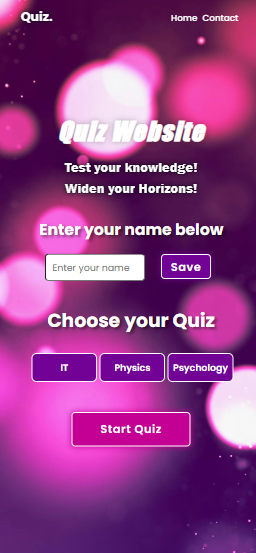 Quiz.
Home Contact
Quiz Website
Test your knowledge!
Widen your Horizons!
Enter your name below
Enter your name Save
Choose your Quiz
IT Physics Psychology
Start Quiz